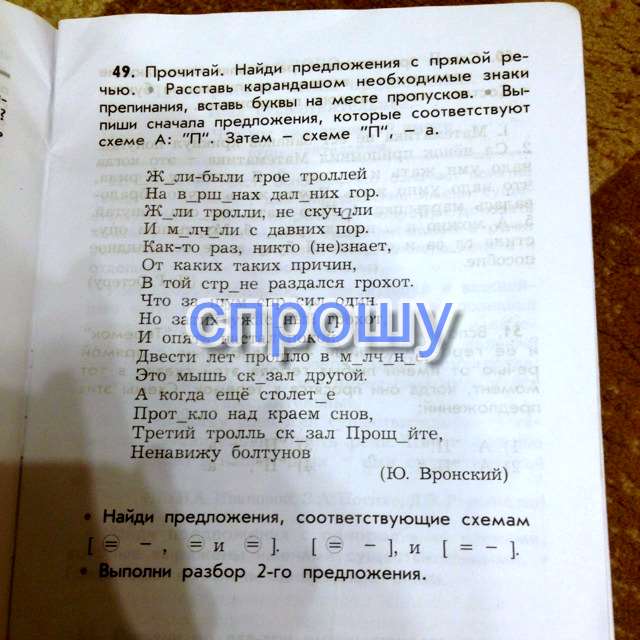 49. Прочитай. Найди предложения с прямой ре-
чью. • Расставь карандашом необходимые знаки
препинания, вставь буквы на месте пропусков. • Вы-
пиши сначала предложения, которые соответствуют
схеме А: "П". Затем – схеме "П", – а.
Ж_ли-были трое троллей
На в_рш_нах дал_них гор.
Ж_ли тролли, не скуч_ли
И м_лч_ли с давних пор.
Как-то раз, никто (не)знает,
От каких таких причин,
В той стр_не раздался грохот.
Что за один
Но
И
спрошу
Двести лет прошло в м_лч_н_е
Это мышь ск_зал другой.
А когда ещё столет_е
Прот_кло над краем снов,
Третий тролль ск_зал Прощ_йте,
Ненавижу болтунов
(Ю. Вронский)
• Найди предложения, соответствующие схемам
[ = – , = и = ]. [ = – ], и [ = – ].
• Выполни разбор 2-го предложения.